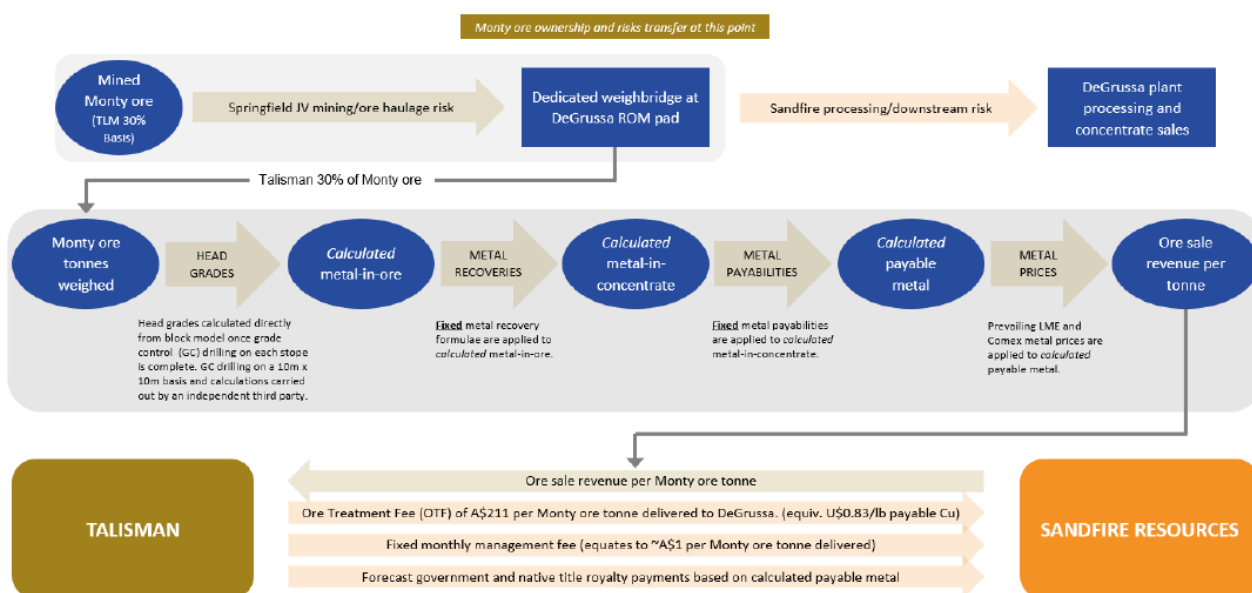 Monty ore ownership and risks transfer at this point
Mined
Monty ore
(TLM 30%
Basis)
Springfield JV mining/ore haulage risk
Dedicated weighbridge at
DeGrussa ROM pad
Sandfire processing/downstream risk
DeGrussa plant
processing and
concentrate sales
Talisman 30% of Monty ore
Monty ore
tonnes
weighed
HEAD
GRADES
Calculated
metal-in-ore
METAL
RECOVERIES
Calculated
metal-in-
concentrate
METAL
PAYABILITIES
Calculated
payable
metal
METAL
PRICES
Ore sale
revenue per
tonne
Head grades calculated directly
from block model once grade
control (GC) drilling on each stope
is complete. GC drilling on a 10m x
10m basis and calculations carried
out by an independent third party.
Fixed metal recovery
formulae are applied to
calculated metal-in-ore.
Fixed metal payabilities
are applied to calculated
metal-in-concentrate.
Prevailing LME and
Comex metal prices are
applied to calculated
payable metal.
TALISMAN
Ore sale revenue per Monty ore tonne
Ore Treatment Fee (OTF) of A$211 per Monty ore tonne delivered to DeGrussa. (equiv. U$0.83/lb payable Cu)
Fixed monthly management fee (equates to ~A$1 per Monty ore tonne delivered)
Forecast government and native title royalty payments based on calculated payable metal
SANDFIRE RESOURCES